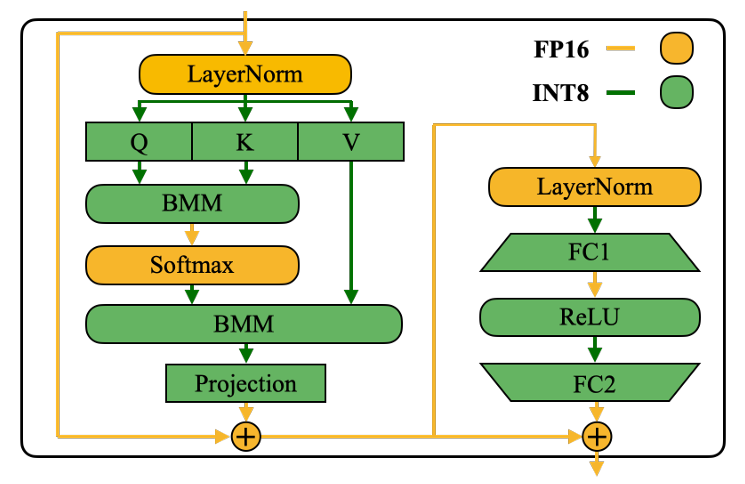 FP16
INT8
LayerNorm
Q K V
BMM
Softmax
BMM
Projection
+
LayerNorm
FC1
ReLU
FC2
+